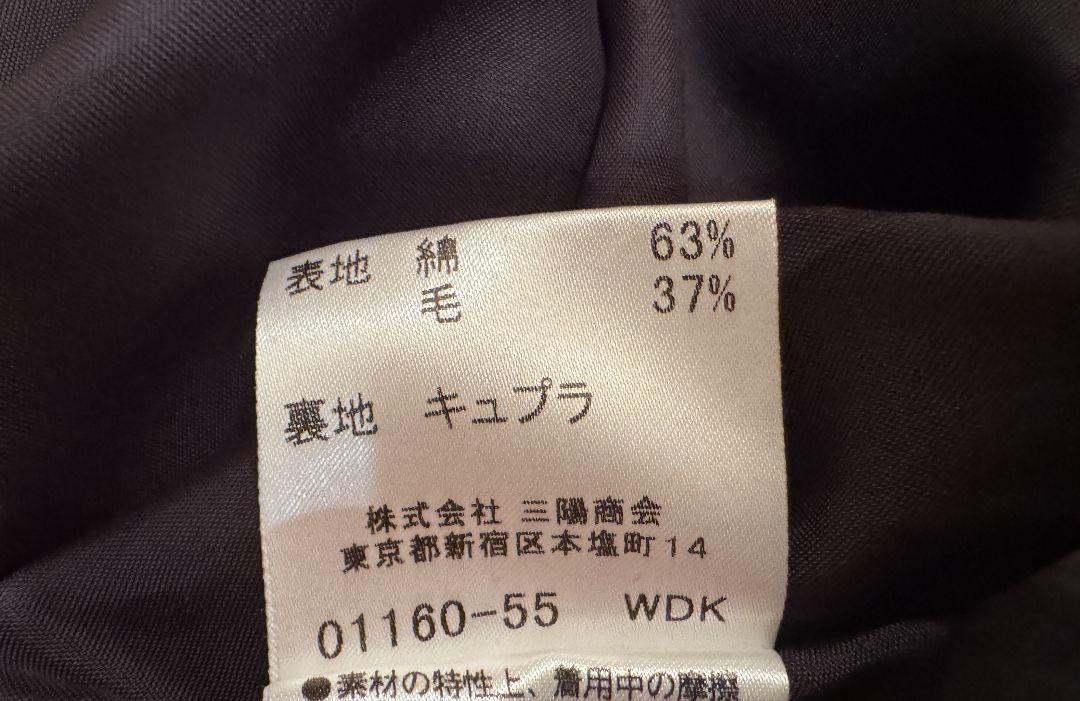 表地 綿 63%
毛 37%
裏地 キュプラ
株式会社 三陽商会
東京都新宿区本塩町14
01160-55 WDK
●素材の特性上、着用中の摩擦